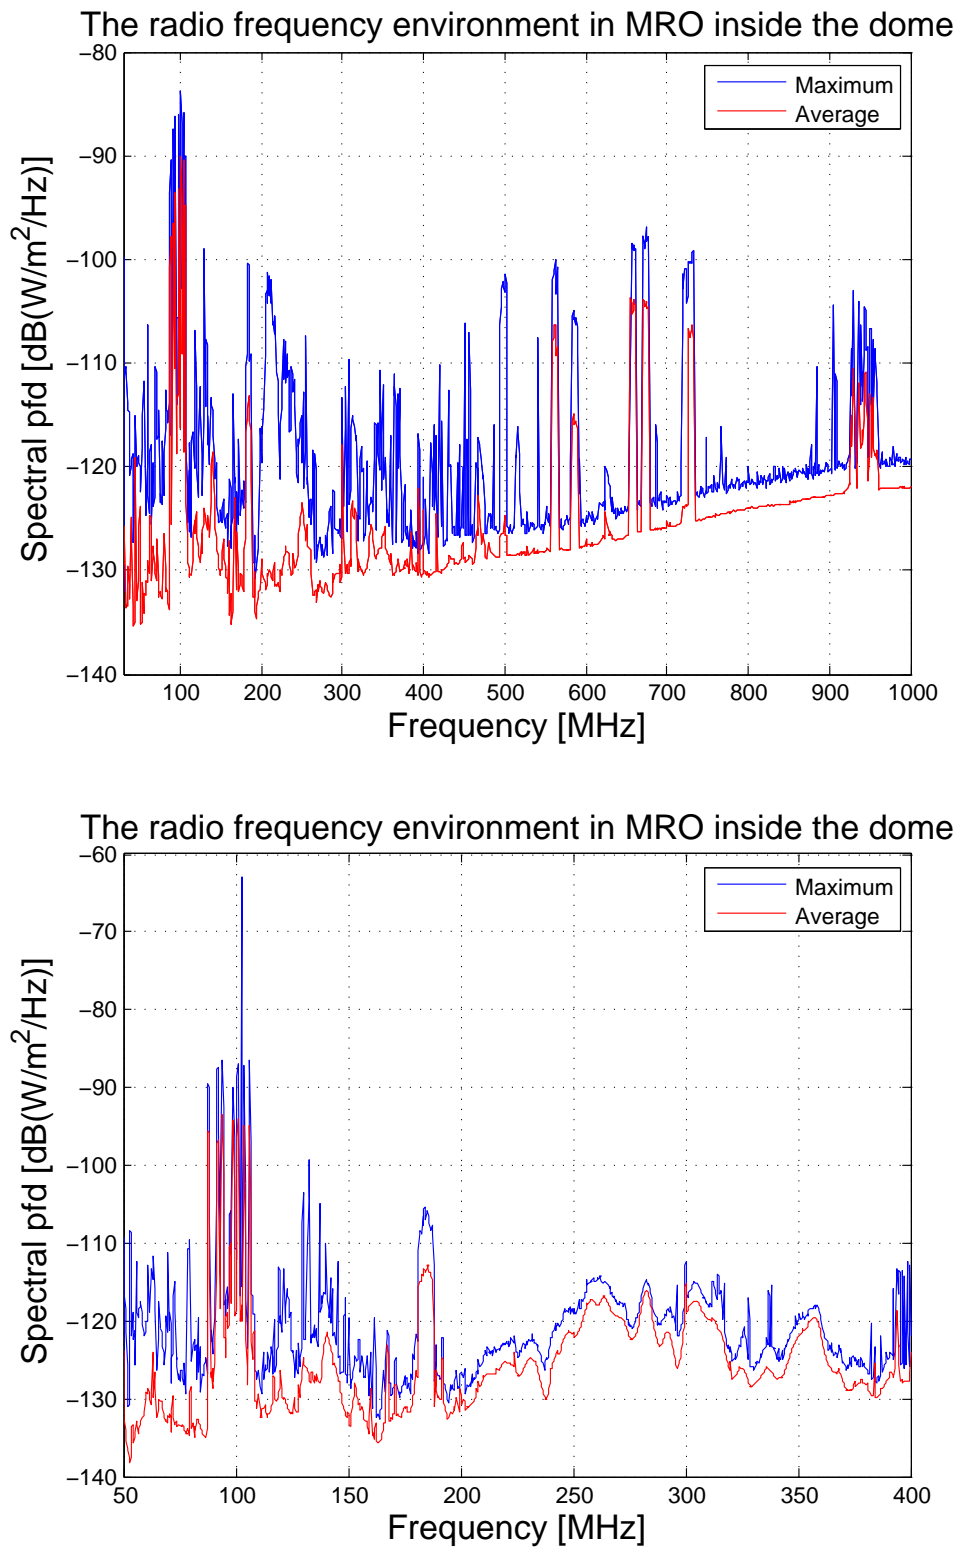 The radio frequency environment in MRO inside the dome
−80
−90
−100
−110
−120
−130
−140
Spectral pfd [dB(W/m²/Hz)]
Maximum
Average
100 200 300 400 500 600 700 800 900 1000
Frequency [MHz]
The radio frequency environment in MRO inside the dome
−60
−70
−80
−90
−100
−110
−120
−130
−140
Spectral pfd [dB(W/m²/Hz)]
Maximum
Average
50 100 150 200 250 300 350 400
Frequency [MHz]